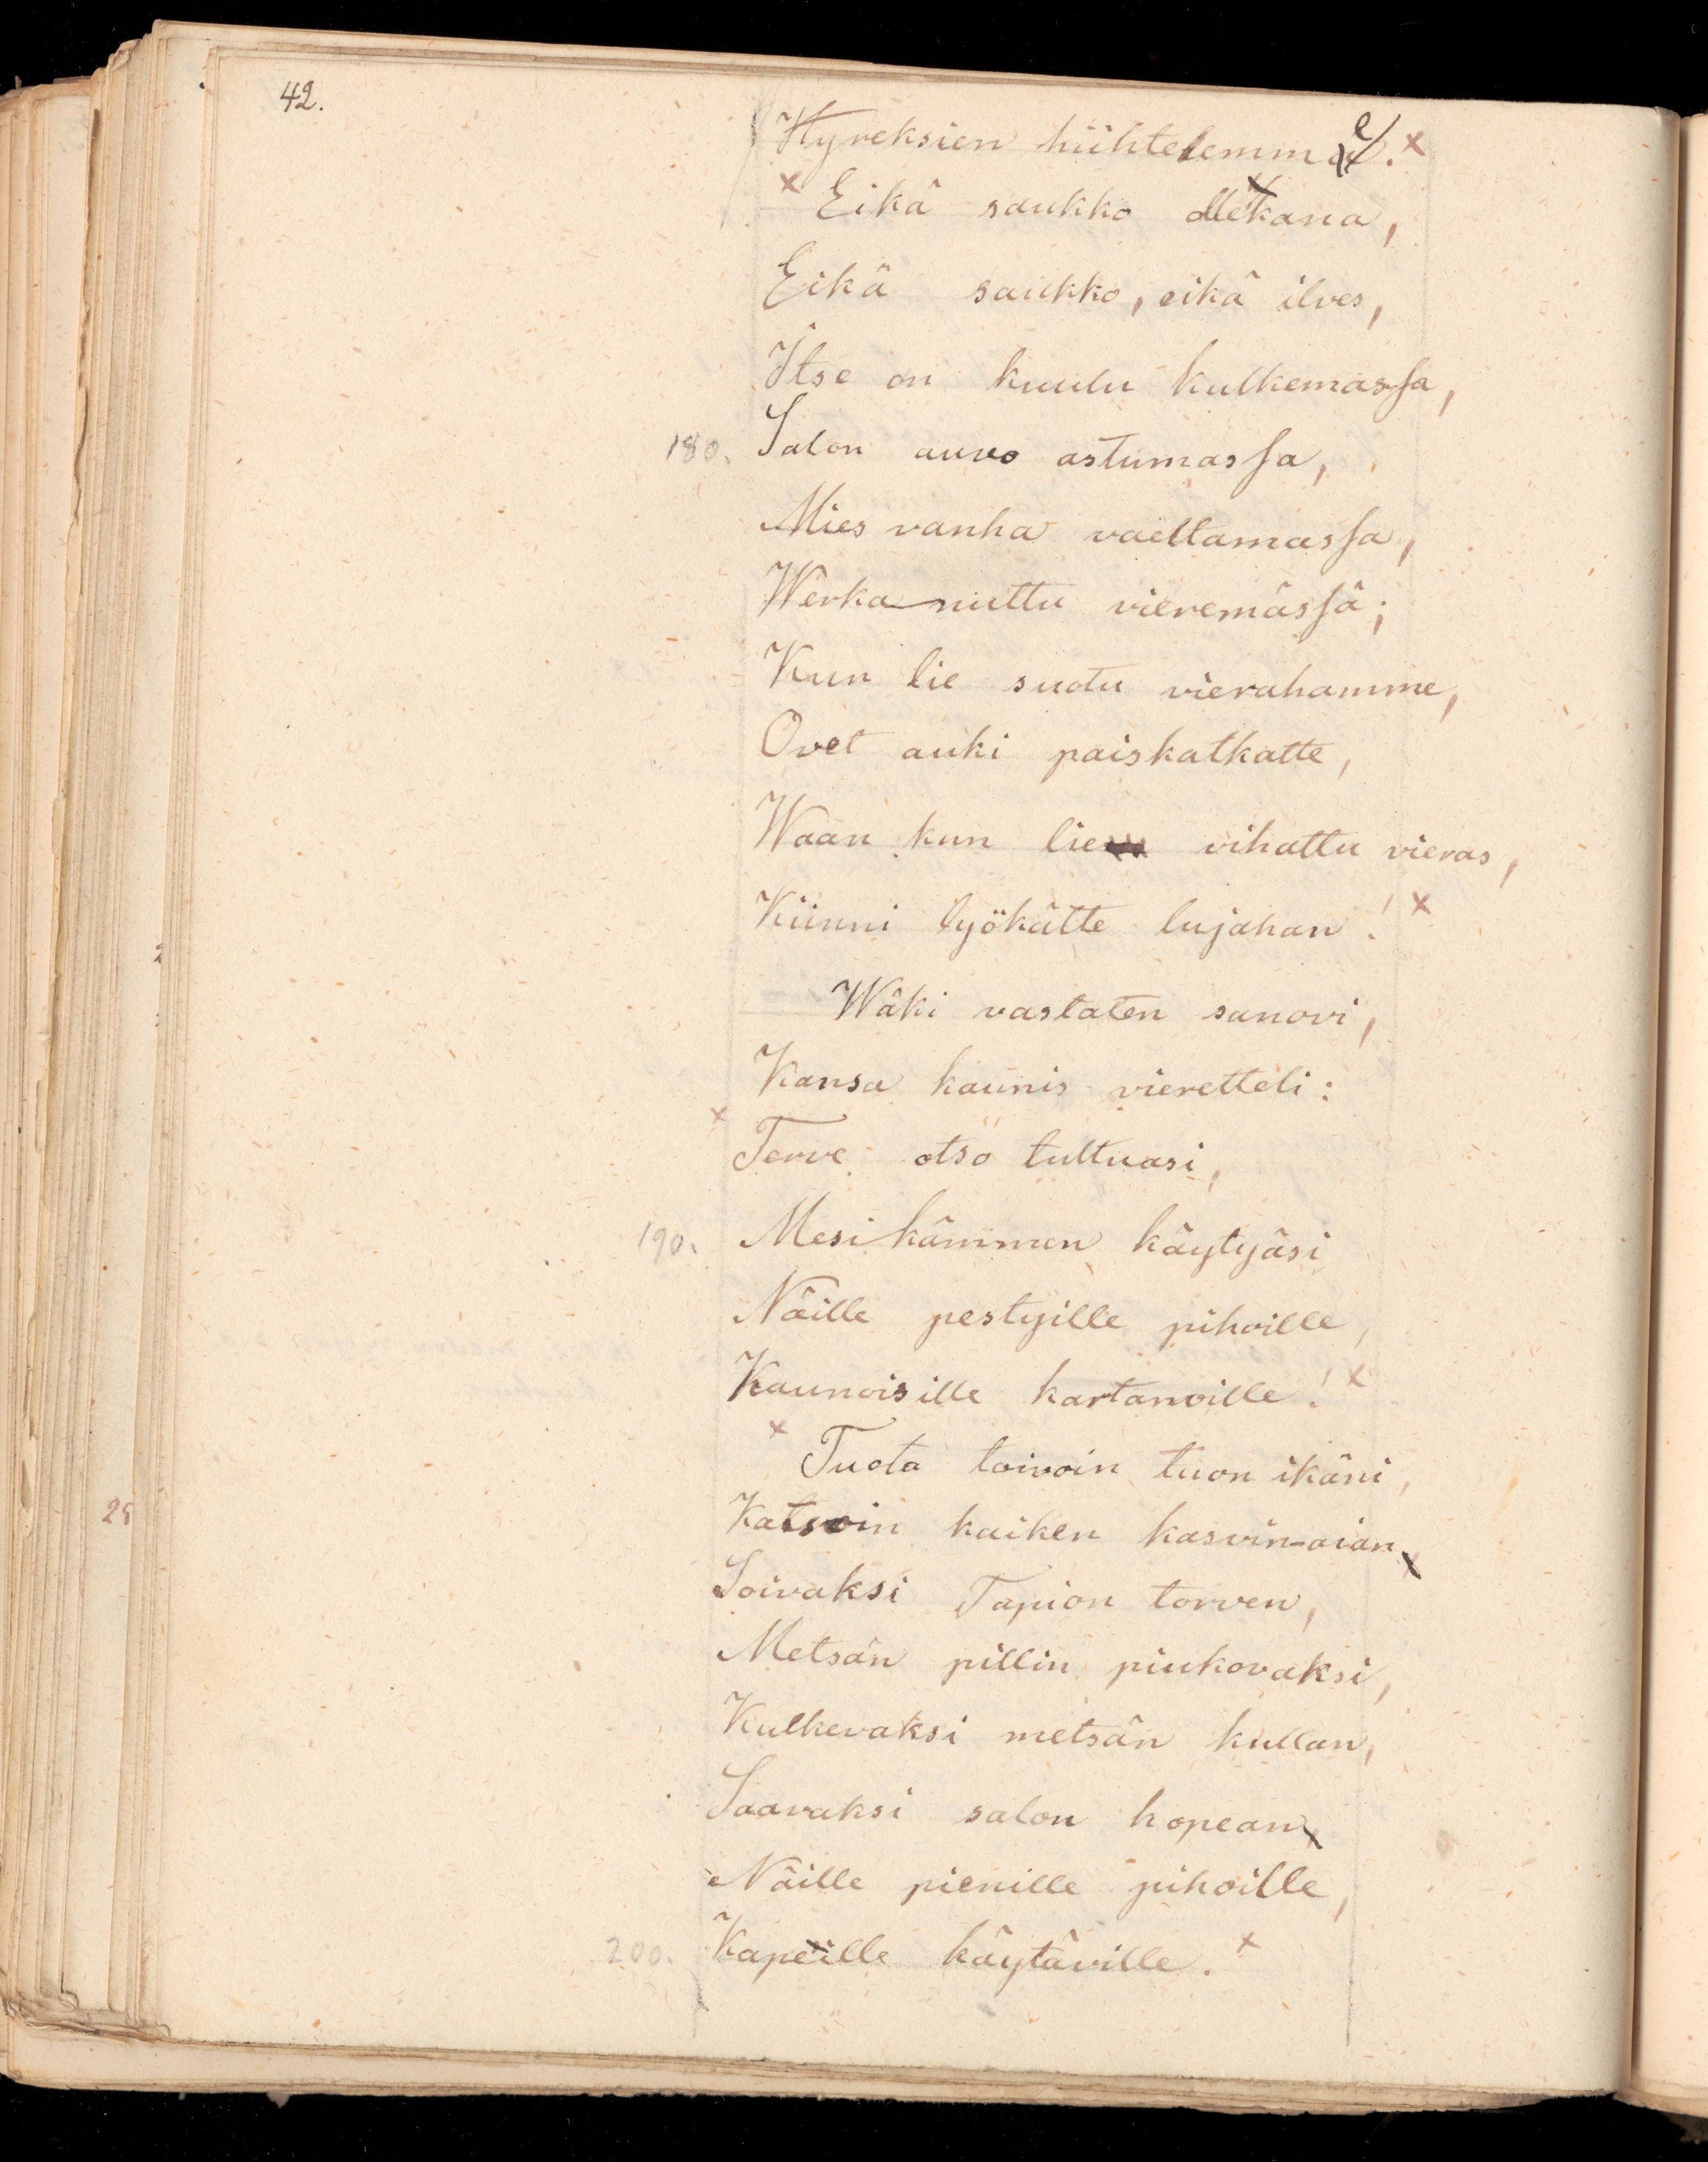 42.
Hyreksien hiihtelemme. x
x Eikä saukko ollekana,
Eikä saukko, eikä ilves,
Itse on kuulu kulkemassa,
180. Salon auvo astumassa,
Mies vanha vaeltamassa,
Werka nuttu vieremässä;
Kun lie suotu vierahamme,
Ovet auki paiskatkatte,
Waan kun lie vihattu vieras,
Kiinni lyökätte lujahan! x
Wäki vastaten sanovi,
Kansa kaunis vieretteli:
x Terve otso tultuasi,
190. Mesikämmen käytyäsi
Näille pestyille pihoille,
Kaunoisille kartanoille! x
x Tuota toivoin tuon ikäni,
Katsoin kaiken kasvin-aian
Soivaksi Tapion torven,
Metsän pillin piukovaksi,
Kulkevaksi metsän kullan,
Saavaksi salon hopean
Näille pienille pihoille,
200. Kapeille käytäville. x